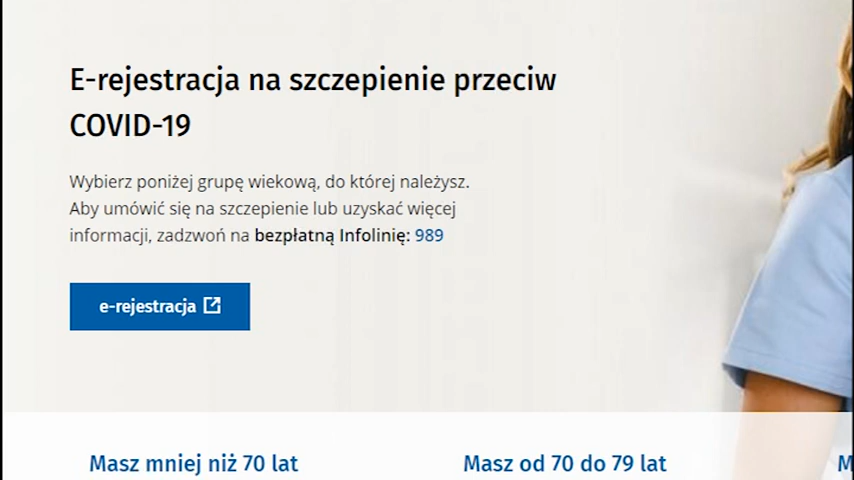 E-rejestracja na szczepienie przeciw
COVID-19
Wybierz poniżej grupę wiekową, do której należysz.
Aby umówić się na szczepienie lub uzyskać więcej
informacji, zadzwoń na bezpłatną Infolinię: 989
e-rejestracja
Masz mniej niż 70 lat
Masz od 70 do 79 lat